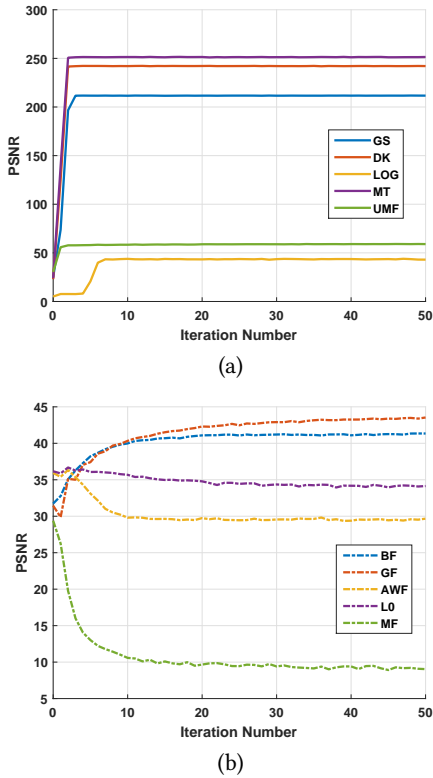 300
250
200
150
100
50
0
PSNR
GS
DK
LOG
MT
UMF
0 10 20 30 40 50
Iteration Number
(a)
45
40
35
30
25
20
15
10
5
PSNR
BF
GF
AWF
L0
MF
0 10 20 30 40 50
Iteration Number
(b)